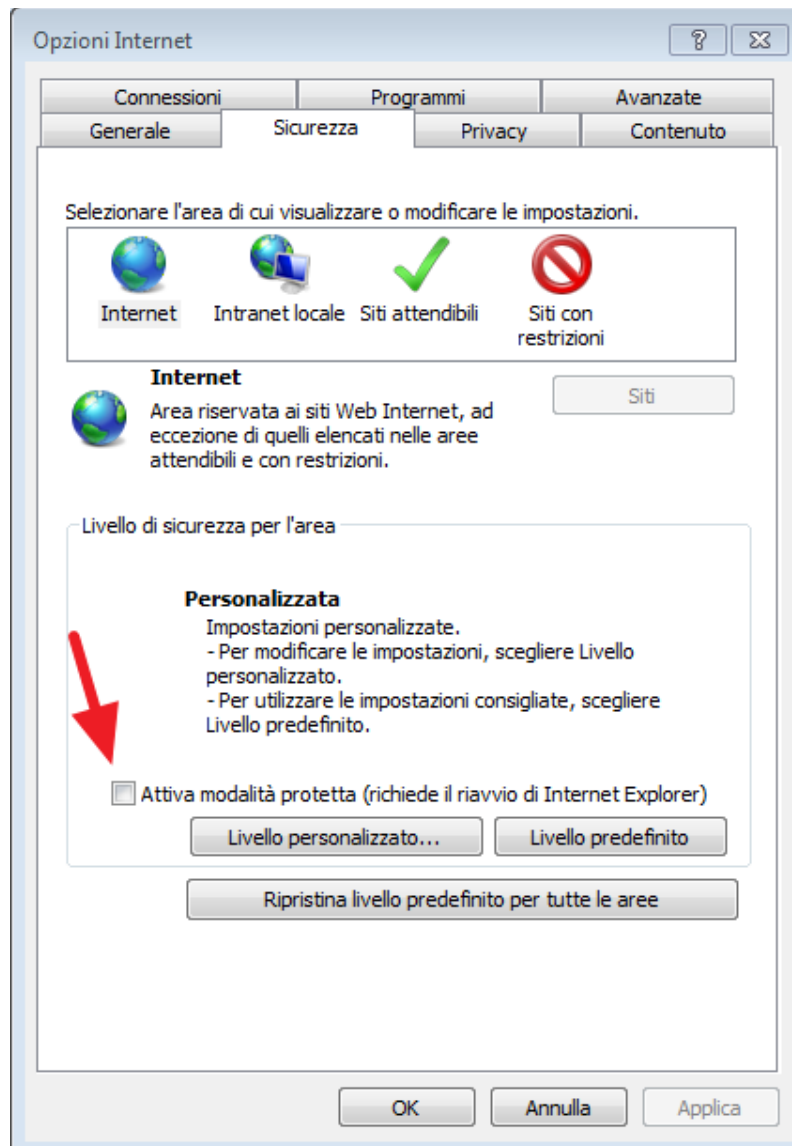 Opzioni Internet
Connessioni Programmi Avanzate
Generale Sicurezza Privacy Contenuto
Selezionare l'area di cui visualizzare o modificare le impostazioni.
Internet Intranet locale Siti attendibili Siti con
restrizioni
Internet
Siti
Area riservata ai siti Web Internet, ad
eccezione di quelli elencati nelle aree
attendibili e con restrizioni.
Livello di sicurezza per l'area
Personalizzata
Impostazioni personalizzate.
- Per modificare le impostazioni, scegliere Livello
personalizzato.
- Per utilizzare le impostazioni consigliate, scegliere
Livello predefinito.
Attiva modalità protetta (richiede il riavvio di Internet Explorer)
Livello personalizzato... Livello predefinito
Ripristina livello predefinito per tutte le aree
OK Annulla Applica